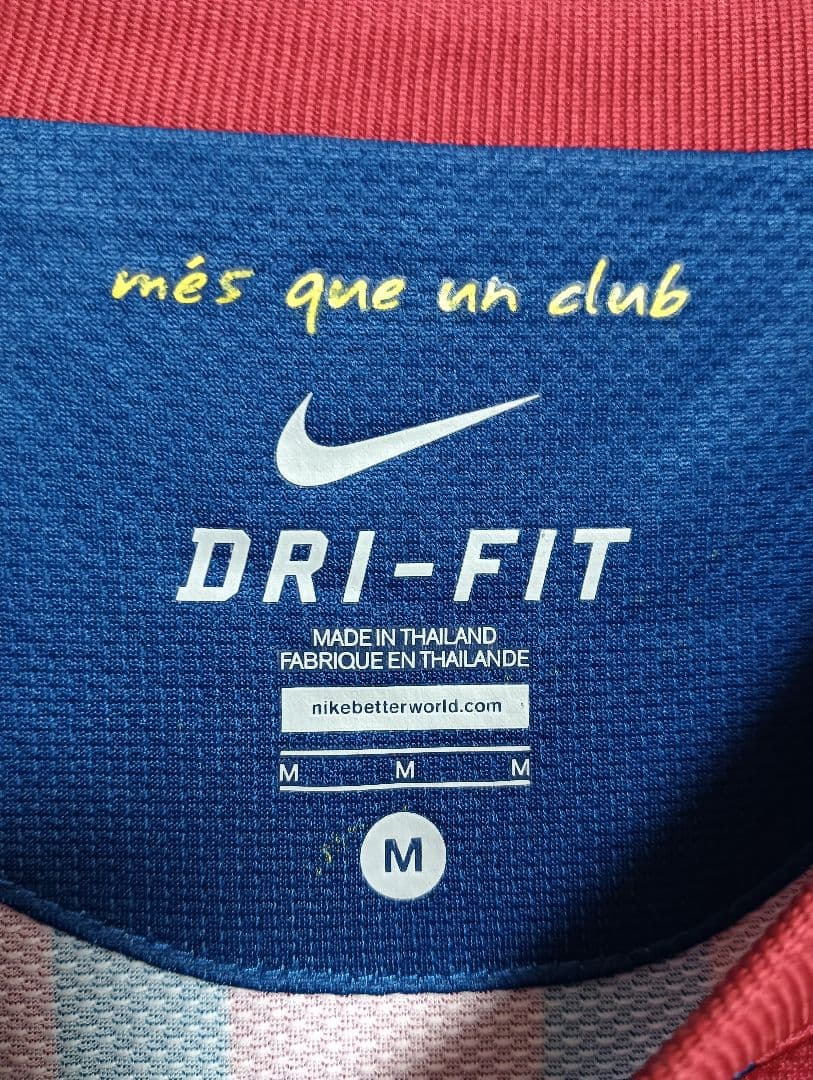 més que un club
DRI-FIT
MADE IN THAILAND
FABRIQUE EN THAILANDE
nikebetterworld.com
M M M
M